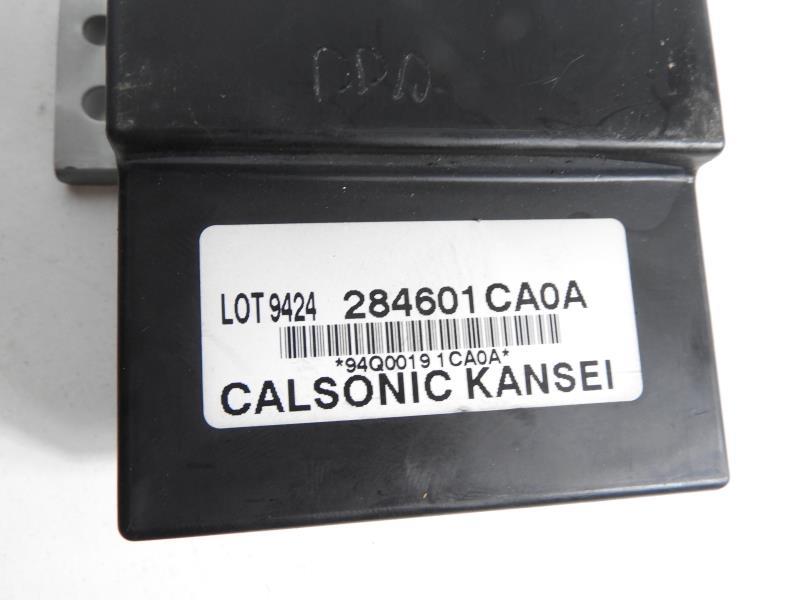 LOT 9424 284601CA0A
*94Q0019 1CA0A*
CALSONIC KANSEI